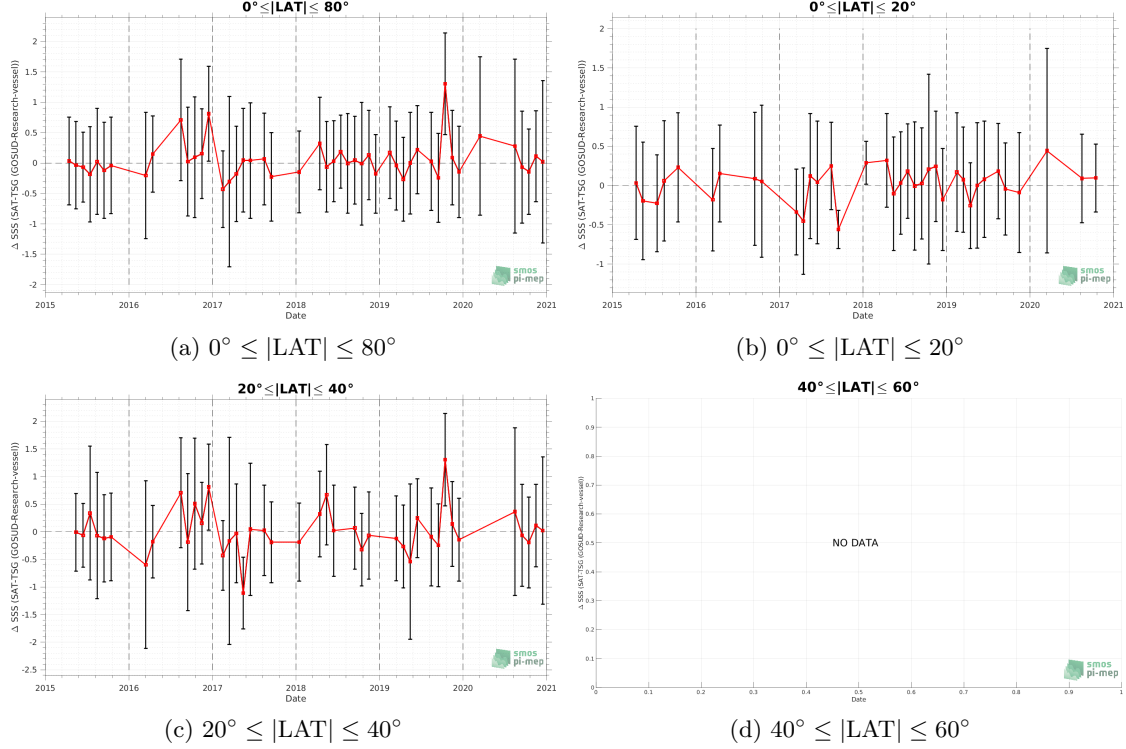 0°≤|LAT|≤ 80°
Δ SSS (SAT-TSG (GOSUD-Research-vessel))
2
1.5
1
0.5
0
-0.5
-1
-1.5
-2
2015 2016 2017 2018 2019 2020 2021
Date
smos
pi-mep
(a) 0° ≤ |LAT| ≤ 80°
0°≤|LAT|≤ 20°
Δ SSS (SAT-TSG (GOSUD-Research-vessel))
2
1.5
1
0.5
0
-0.5
-1
2015 2016 2017 2018 2019 2020 2021
Date
smos
pi-mep
(b) 0° ≤ |LAT| ≤ 20°
20°≤|LAT|≤ 40°
Δ SSS (SAT-TSG (GOSUD-Research-vessel))
2
1.5
1
0.5
0
-0.5
-1
-1.5
-2
-2.5
2015 2016 2017 2018 2019 2020 2021
Date
smos
pi-mep
(c) 20° ≤ |LAT| ≤ 40°
40°≤|LAT|≤ 60°
Δ SSS (SAT-TSG (GOSUD-Research-vessel))
1
0.9
0.8
0.7
0.6
0.5
0.4
0.3
0.2
0.1
0
NO DATA
0 0.1 0.2 0.3 0.4 0.5 0.6 0.7 0.8 0.9 1
Date
smos
pi-mep
(d) 40° ≤ |LAT| ≤ 60°